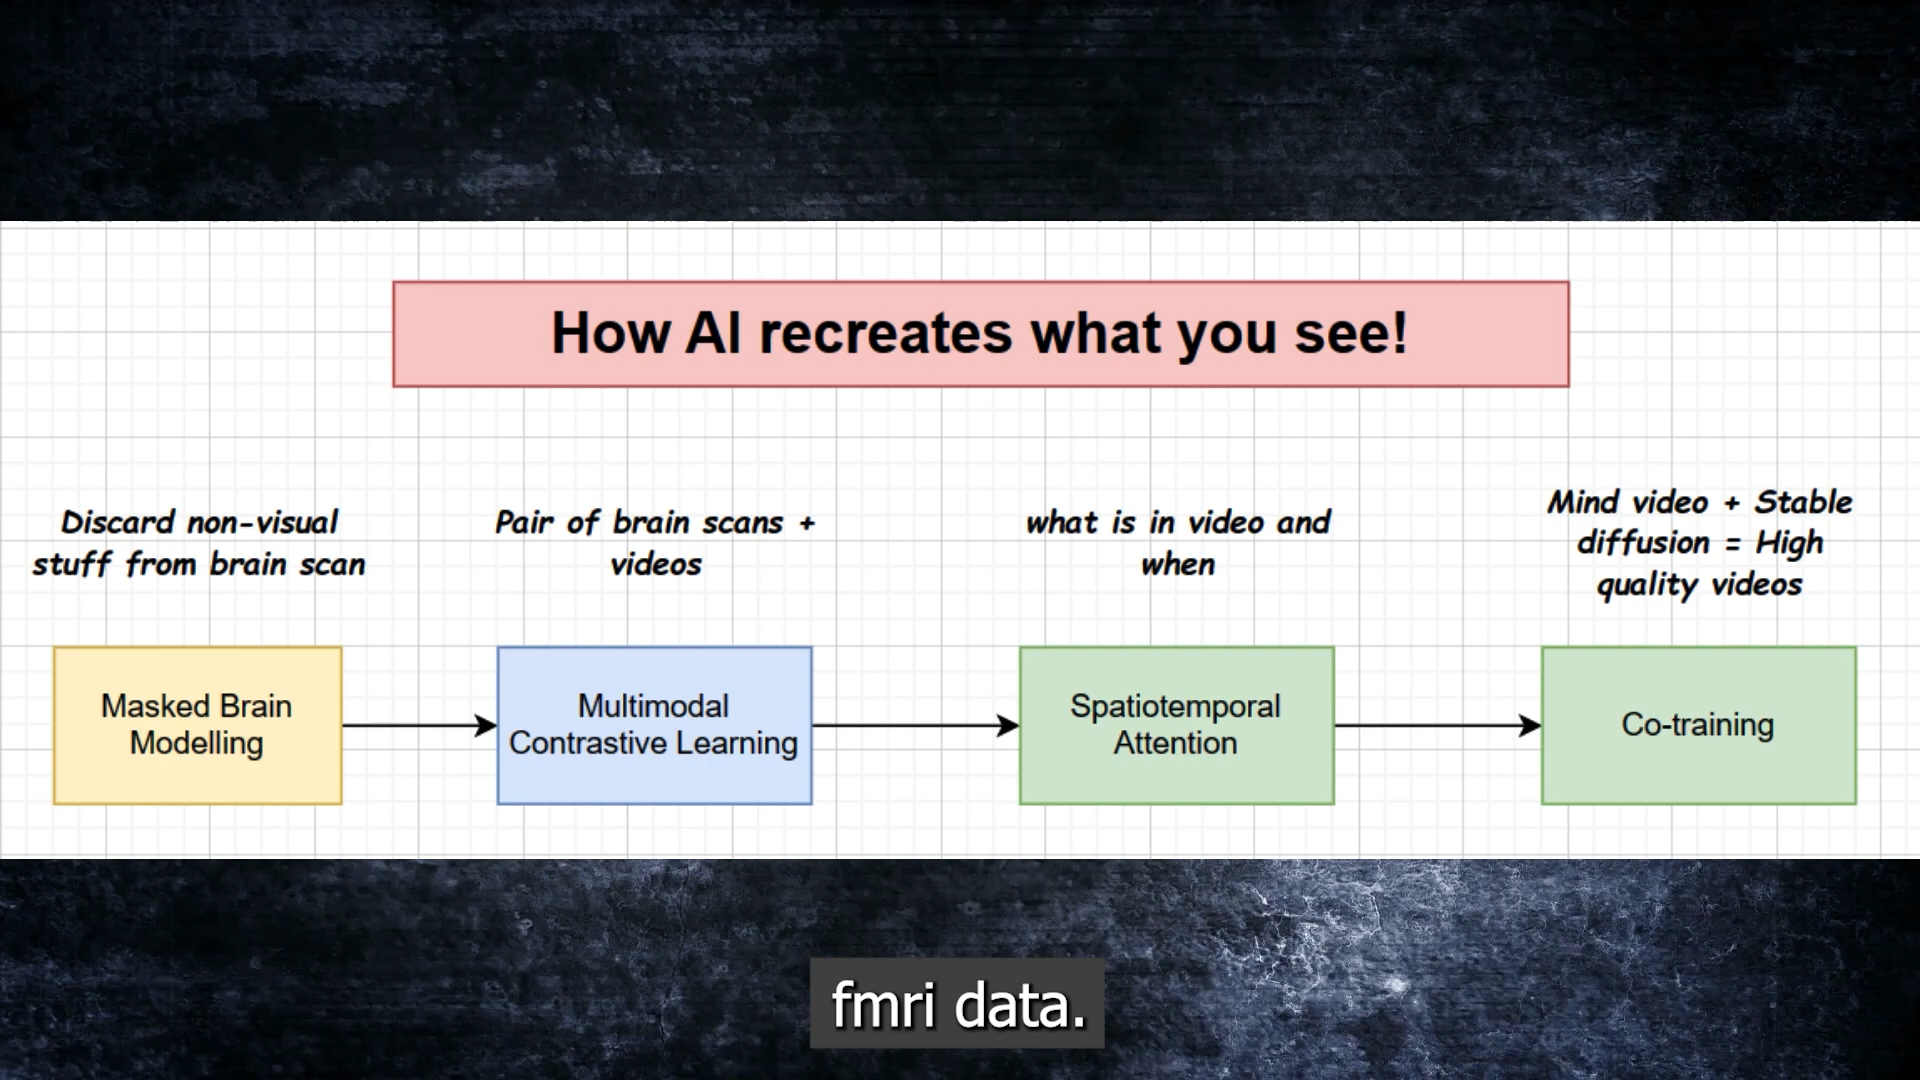 How AI recreates what you see!
Discard non-visual
stuff from brain scan
Pair of brain scans +
videos
what is in video and
when
Mind video + Stable
diffusion = High
quality videos
Masked Brain
Modelling
Multimodal
Contrastive Learning
Spatiotemporal
Attention
Co-training
fmri data.